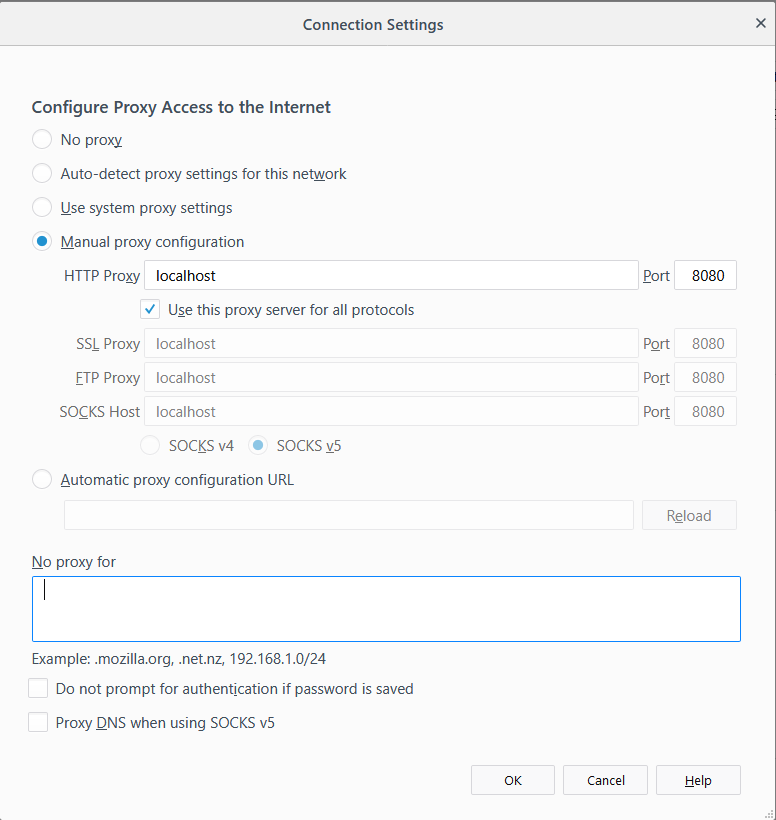 Connection Settings
Configure Proxy Access to the Internet
No proxy
Auto-detect proxy settings for this network
Use system proxy settings
Manual proxy configuration
HTTP Proxy localhost Port 8080
Use this proxy server for all protocols
SSL Proxy localhost Port 8080
FTP Proxy localhost Port 8080
SOCKS Host localhost Port 8080
SOCKS v4 SOCKS v5
Automatic proxy configuration URL
Reload
No proxy for
Example: .mozilla.org, .net.nz, 192.168.1.0/24
Do not prompt for authentication if password is saved
Proxy DNS when using SOCKS v5
OK Cancel Help